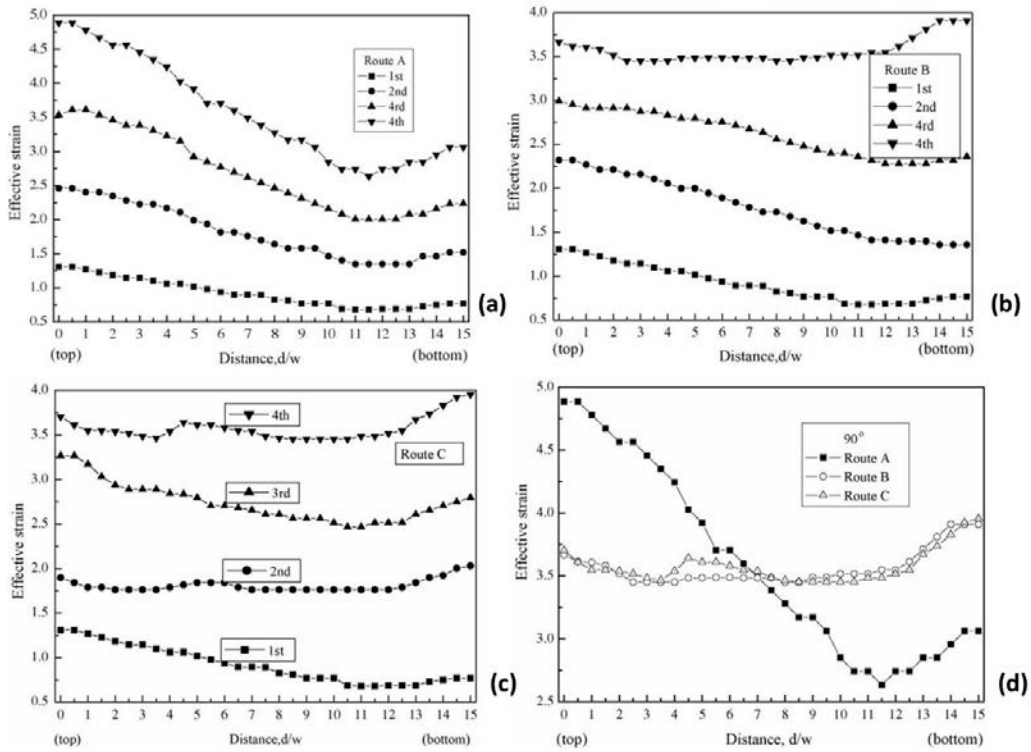 5.0
4.5
4.0
3.5
3.0
2.5
2.0
1.5
1.0
0.5
Effective strain
Route A
1st
2nd
4rd
4th
(a)
0 1 2 3 4 5 6 7 8 9 10 11 12 13 14 15
(top) Distance,d/w (bottom)
4.0
3.5
3.0
2.5
2.0
1.5
1.0
0.5
Effective strain
Route B
1st
2nd
4rd
4th
(b)
0 1 2 3 4 5 6 7 8 9 10 11 12 13 14 15
(top) Distance,d/w (bottom)
4.0
3.5
3.0
2.5
2.0
1.5
1.0
0.5
Effective strain
4th
Route C
3rd
2nd
1st
(c)
0 1 2 3 4 5 6 7 8 9 10 11 12 13 14 15
(top) Distance,d/w (bottom)
5.0
4.5
4.0
3.5
3.0
2.5
Effective strain
90°
Route A
Route B
Route C
(d)
0 1 2 3 4 5 6 7 8 9 10 11 12 13 14 15
(top) Distance, d/w (bottom)